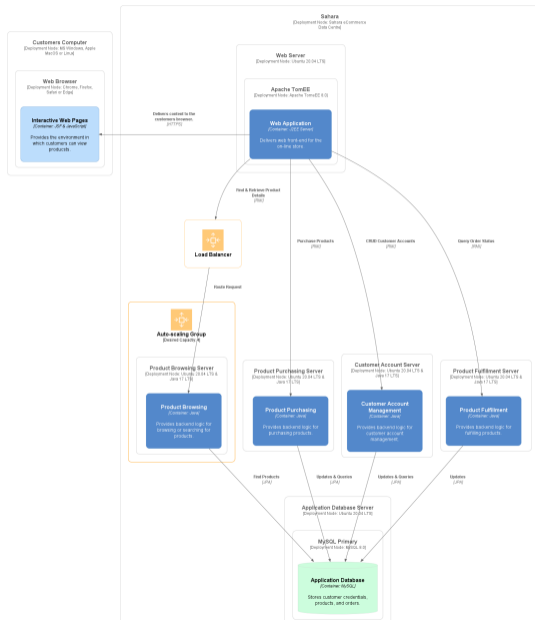 Sahara
[Deployment Node: Sahara eCommerce
Data Centre]
Customers Computer
[Deployment Node: MS Windows, Apple
MacOS or Linux]
Web Browser
[Deployment Node: Chrome, Firefox,
Safari or Edge]
Interactive Web Pages
[Container: JSF & JavaScript]
Provides the environment in
which customers can view
products
Web Server
[Deployment Node: Ubuntu 20.04 LTS]
Apache TomEE
[Deployment Node: Apache TomEE 9.0]
Web Application
[Container: J2EE Server]
Delivers web front-end for the
on-line store
Delivers content to the
customers browser.
[HTTPS]
Find & Retrieve Product
Details
[RMI]
Purchase Products
[RMI]
CRUD Customer Accounts
[RMI]
Query Order Status
[RMI]
Load Balancer
Route Request
Auto-scaling Group
[Desired Capacity: 4]
Product Browsing Server
[Deployment Node: Ubuntu 20.04 LTS &
Java 17 LTS]
Product Browsing
[Container: Java]
Provides backend logic for
browsing or searching for
products
Product Purchasing Server
[Deployment Node: Ubuntu 20.04 LTS &
Java 17 LTS]
Product Purchasing
[Container: Java]
Provides backend logic for
purchasing products
Customer Account Server
[Deployment Node: Ubuntu 20.04 LTS &
Java 17 LTS]
Customer Account
Management
[Container: Java]
Provides backend logic for
customer account
management
Product Fulfilment Server
[Deployment Node: Ubuntu 20.04 LTS &
Java 17 LTS]
Product Fulfilment
[Container: Java]
Provides backend logic for
fulfilling products
Find Products
[JPA]
Updates & Queries
[JPA]
Updates & Queries
[JPA]
Updates
[JPA]
Application Database Server
[Deployment Node: Ubuntu 20.04 LTS]
MySQL Primary
[Deployment Node: MySQL 8.0]
Application Database
[Container: MySQL]
Stores customer credentials,
products, and orders.